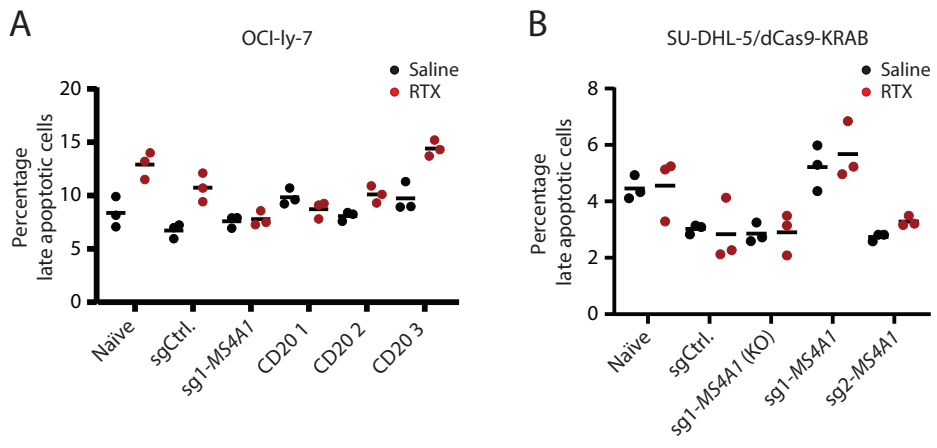 A
OCI-ly-7
Saline
RTX
Percentage
late apoptotic cells
20
15
10
5
0
Naïve
sgCtrl.
sg1-MS4A1
CD20 1
CD20 2
CD20 3
B
SU-DHL-5/dCas9-KRAB
Saline
RTX
Percentage
late apoptotic cells
8
6
4
2
0
Naïve
sgCtrl.
sg1-MS4A1 (KO)
sg1-MS4A1
sg2-MS4A1